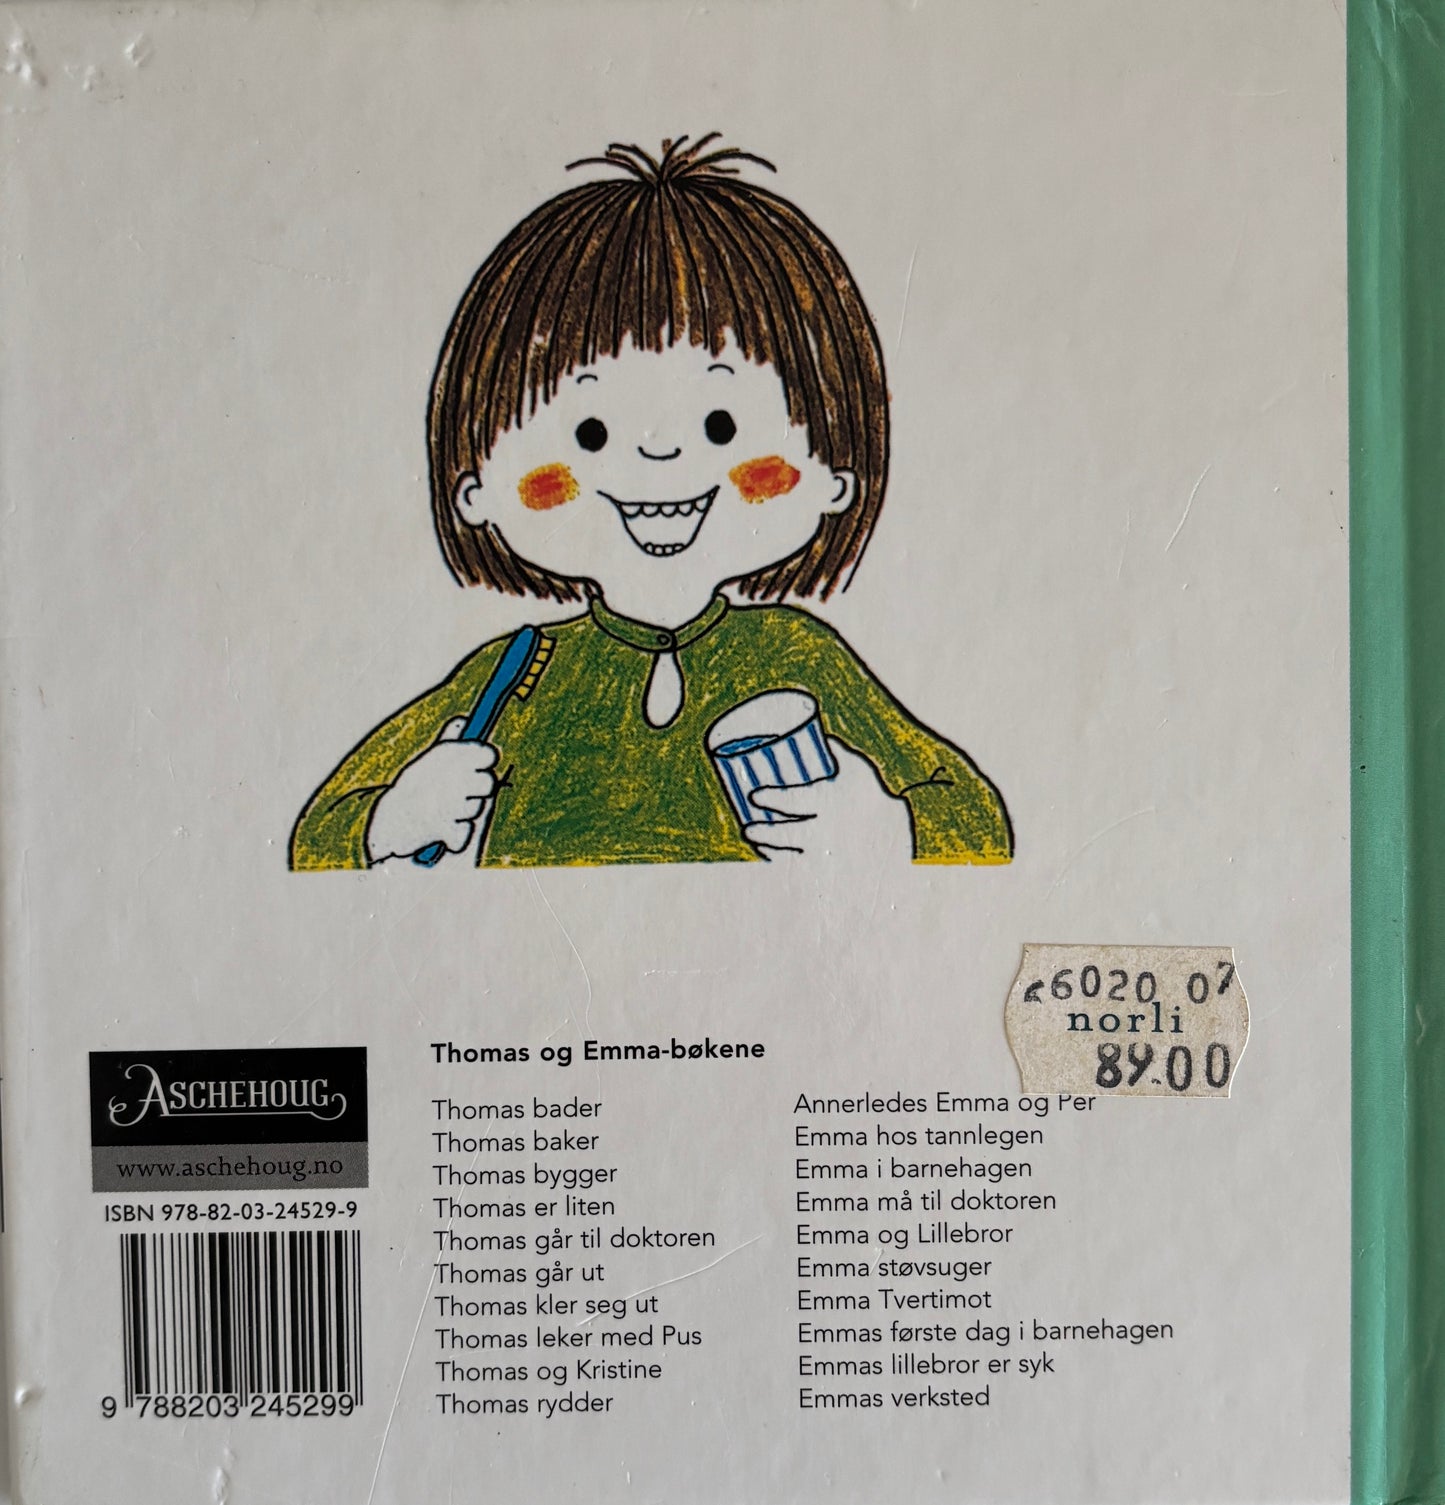 26020 07
norli
89.00
ASCHEHOUG
www.aschehoug.no
ISBN 978-82-03-24529-9
9 788203 245299
Thomas og Emma-bøkene
Thomas bader
Thomas baker
Thomas bygger
Thomas er liten
Thomas går til doktoren
Thomas går ut
Thomas kler seg ut
Thomas leker med Pus
Thomas og Kristine
Thomas rydder
Annerledes Emma og Per
Emma hos tannlegen
Emma i barnehagen
Emma må til doktoren
Emma og Lillebror
Emma støvsuger
Emma Tvertimot
Emmas første dag i barnehagen
Emmas lillebror er syk
Emmas verksted